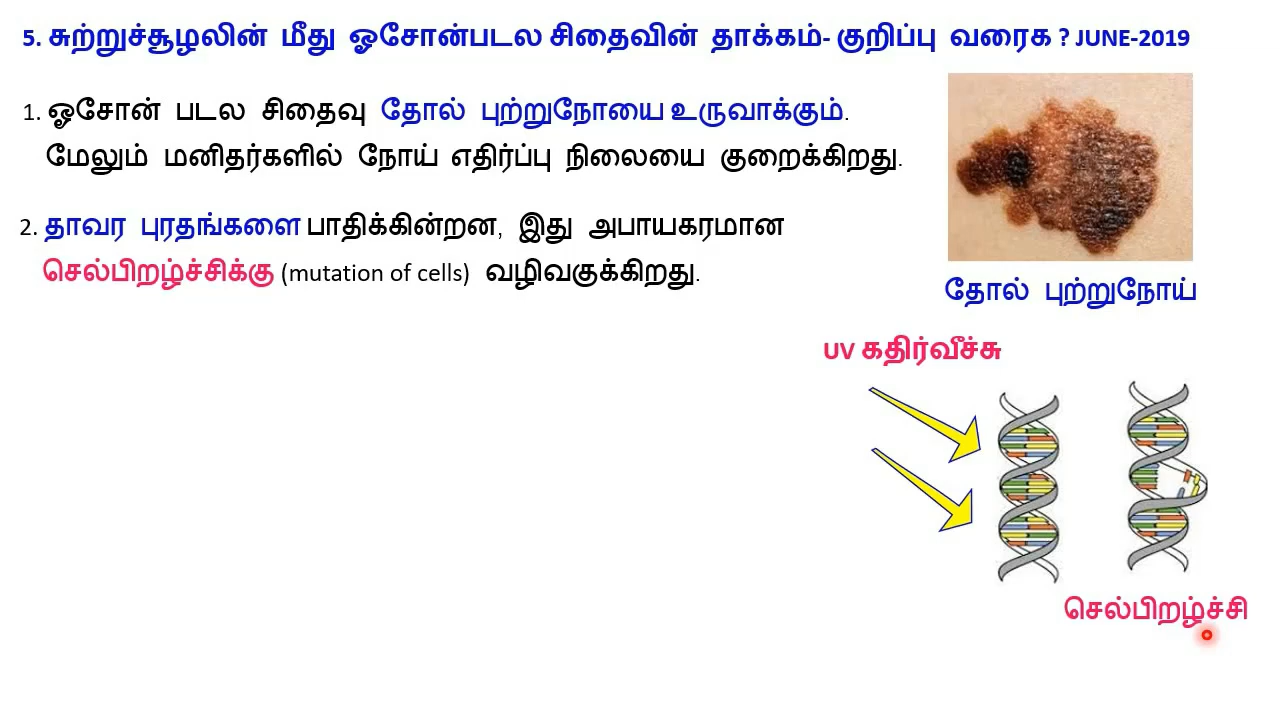 5. சுற்றுச்சூழலின் மீது ஓசோன்படல சிதைவின் தாக்கம்- குறிப்பு வரைக ? JUNE-2019
1. ஓசோன் படல சிதைவு தோல் புற்றுநோயை உருவாக்கும்.
மேலும் மனிதர்களில் நோய் எதிர்ப்பு நிலையை குறைக்கிறது.
2. தாவர புரதங்களை பாதிக்கின்றன, இது அபாயகரமான
செல்பிறழ்ச்சிக்கு (mutation of cells) வழிவகுக்கிறது.
தோல் புற்றுநோய்
UV கதிர்வீச்சு
செல்பிறழ்ச்சி